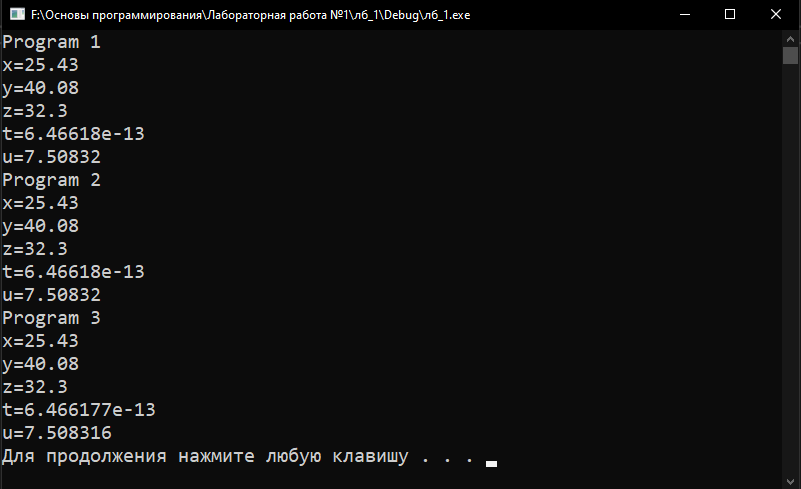 F:\Основы программирования\Лабораторная работа №1\лб_1\Debug\лб_1.exe
Program 1
x=25.43
y=40.08
z=32.3
t=6.46618e-13
u=7.50832
Program 2
x=25.43
y=40.08
z=32.3
t=6.46618e-13
u=7.50832
Program 3
x=25.43
y=40.08
z=32.3
t=6.466177e-13
u=7.508316
Для продолжения нажмите любую клавишу . . .